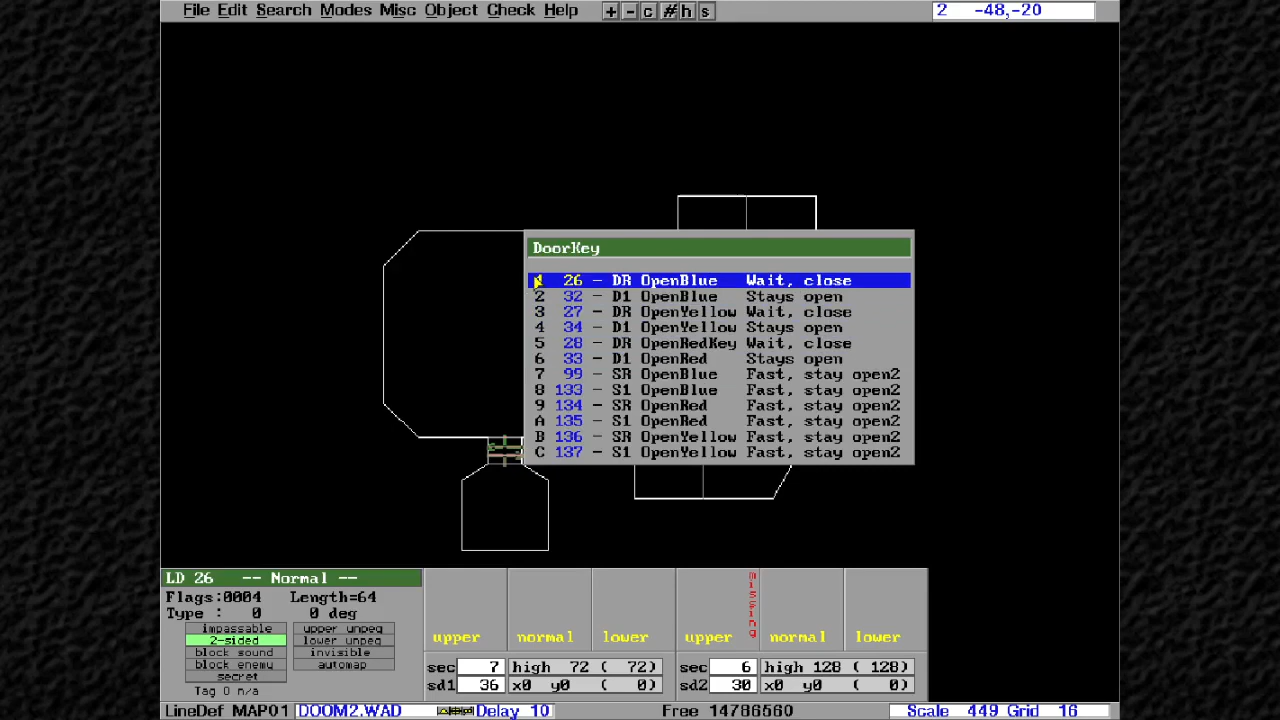 File Edit Search Modes Misc Object Check Help + - c # h s 2 -48,-20
DoorKey
1 26 - DR OpenBlue Wait, close
2 32 - D1 OpenBlue Stays open
3 27 - DR OpenYellow Wait, close
4 34 - D1 OpenYellow Stays open
5 28 - DR OpenRedKey Wait, close
6 33 - D1 OpenRed Stays open
7 99 - SR OpenBlue Fast, stay open2
8 133 - S1 OpenBlue Fast, stay open2
9 134 - SR OpenRed Fast, stay open2
A 135 - S1 OpenRed Fast, stay open2
B 136 - SR OpenYellow Fast, stay open2
C 137 - S1 OpenYellow Fast, stay open2
LD 26 -- Normal --
Flags:0004 Length=64
Type : 0 0 deg
impassable upper unpeg
2-sided lower unpeg
block sound invisible
block enemy automap
secret
Tag 0 n/a
upper normal lower
missing
upper normal lower
sec 7 high 72 ( 72)
sd1 36 x0 y0 ( 0)
sec 6 high 128 ( 128)
sd2 30 x0 y0 ( 0)
LineDef MAP01 DOOM2.WAD Delay 10 Free 14786560 Scale 449 Grid 16